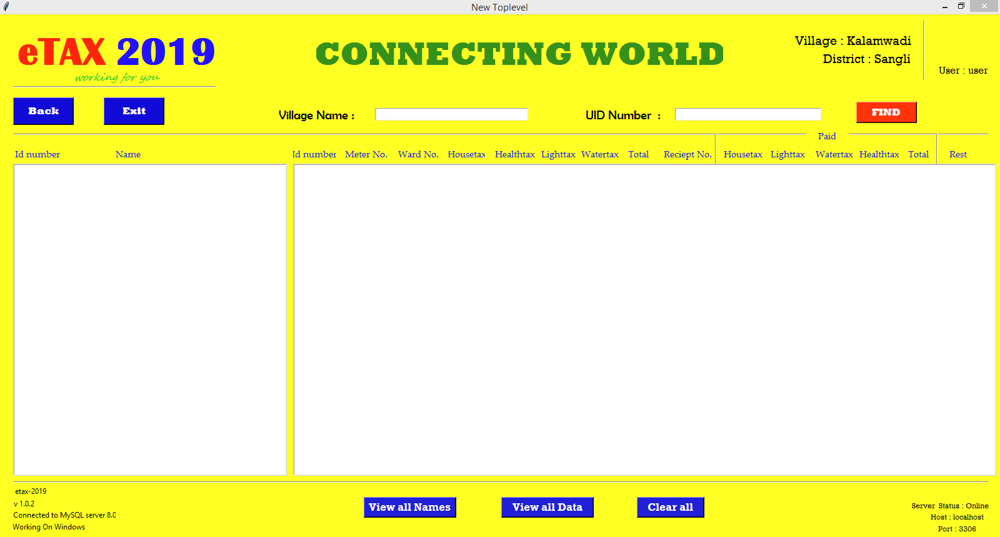 New Toplevel
eTAX 2019
working for you
CONNECTING WORLD
Village : Kalamwadi
District : Sangli
User : user
Back
Exit
Village Name :
UID Number :
FIND
Paid
Id number Name
Id number Meter No. Ward No. Housetax Healthtax Lighttax Watertax Total Reciept No. Housetax Lighttax Watertax Healthtax Total Rest
etax-2019
v 1.0.2
Connected to MySQL server 8.0
Working On Windows
View all Names
View all Data
Clear all
Server Status : Online
Host : localhost
Port : 3306